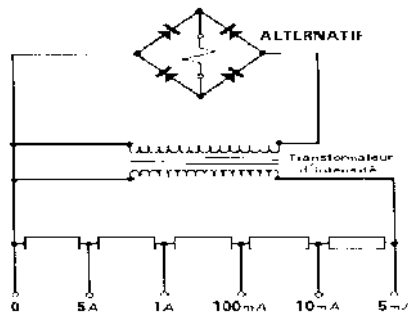 ALTERNATIF
Transformateur
d'intensité
0 5A 1A 100mA 10mA 5mA